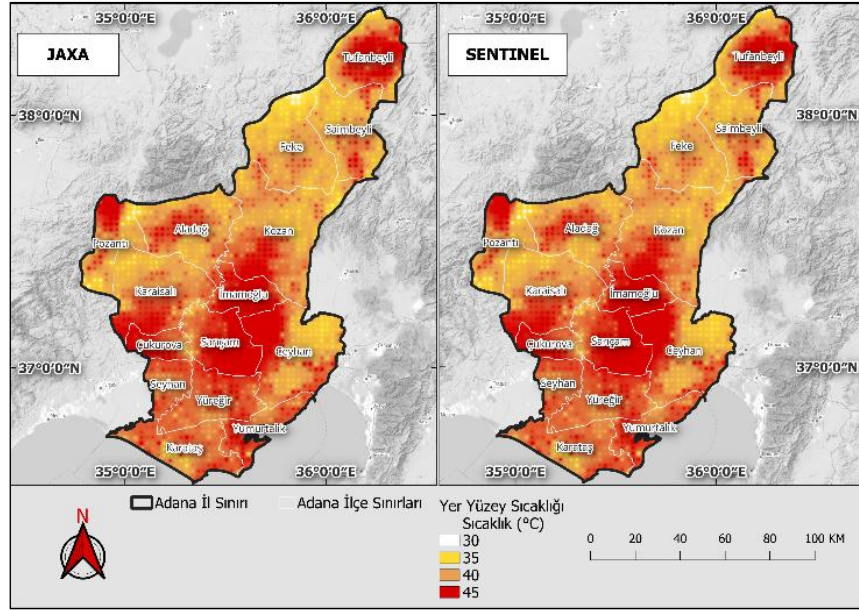 35°0'0"E 36°0'0"E
JAXA
Tufanbeyli
38°0'0"N
Saimbeyli
Feke
Pozantı
Aladağ
Kozan
Karaisalı
İmamoğlu
Çukurova
Sarıçam
Ceyhan
37°0'0"N
Seyhan
Yüreğir
Yumurtalık
Karataş
35°0'0"E 36°0'0"E
35°0'0"E 36°0'0"E
SENTINEL
Tufanbeyli
38°0'0"N
Saimbeyli
Feke
Pozantı
Aladağ
Kozan
Karaisalı
İmamoğlu
Çukurova
Sarıçam
Ceyhan
37°0'0"N
Seyhan
Yüreğir
Yumurtalık
Karataş
35°0'0"E 36°0'0"E
N
Adana İl Sınırı
Adana İlçe Sınırları
Yer Yüzey Sıcaklığı
Sıcaklık (°C)
30
35
40
45
0 20 40 60 80 100 KM